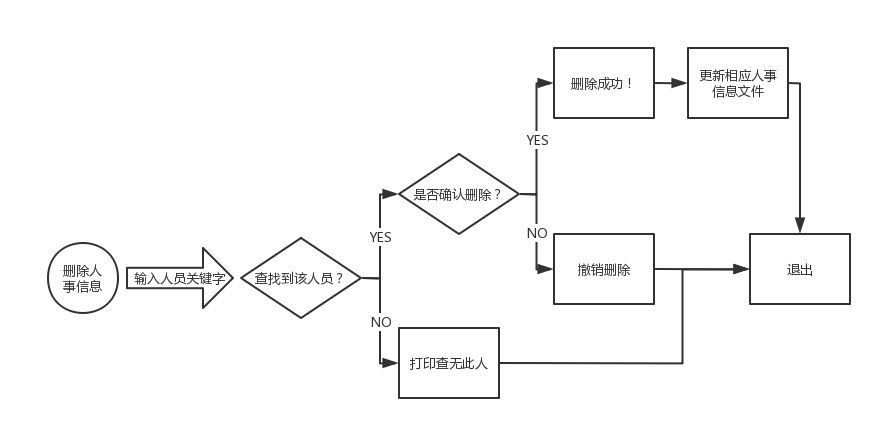 删除人
事信息
输入人员关键字
查找到该人员？
YES
是否确认删除？
YES
删除成功！
更新相应人事
信息文件
NO
撤销删除
退出
NO
打印查无此人